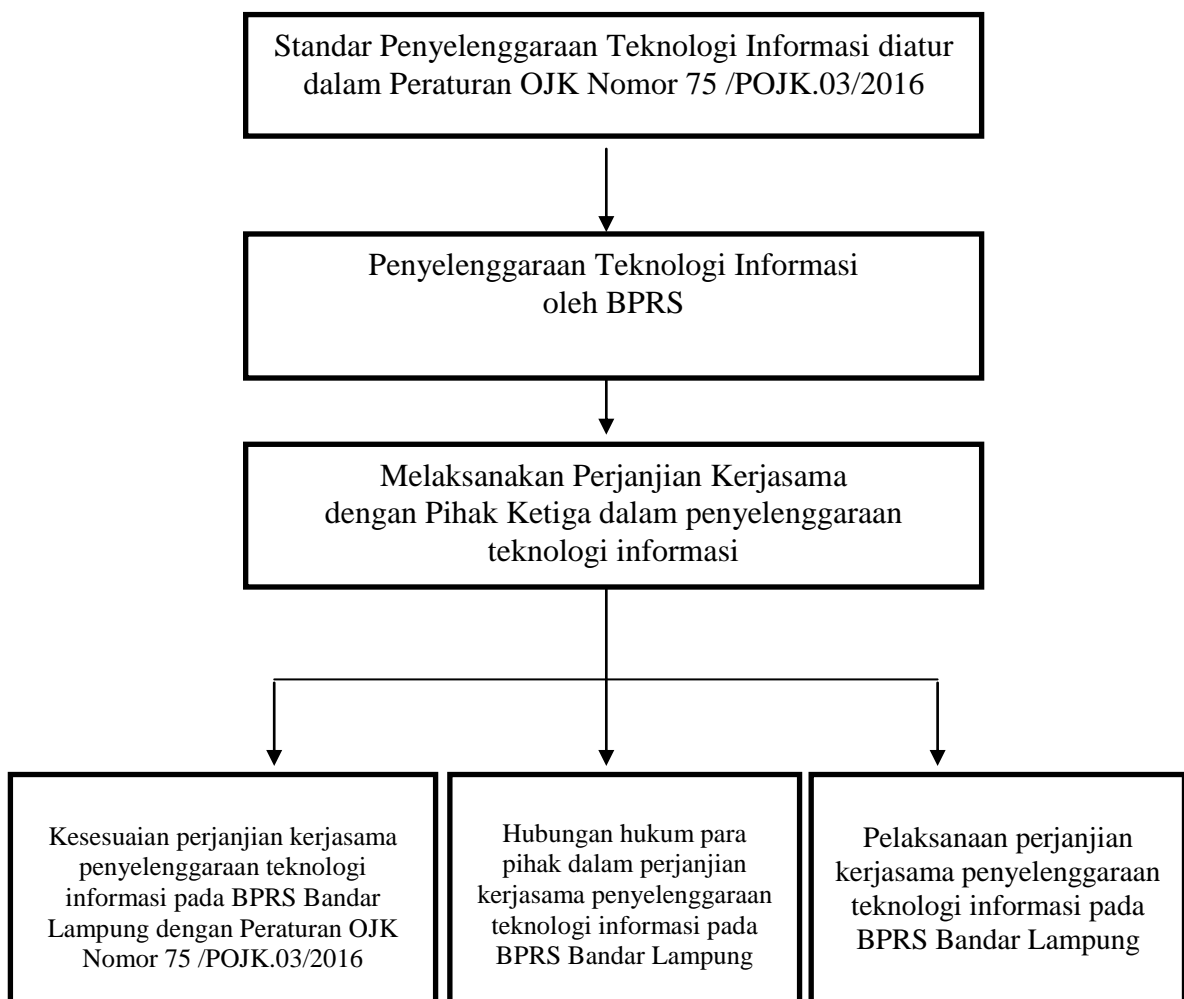 Standar Penyelenggaraan Teknologi Informasi diatur
dalam Peraturan OJK Nomor 75 /POJK.03/2016
Penyelenggaraan Teknologi Informasi
oleh BPRS
Melaksanakan Perjanjian Kerjasama
dengan Pihak Ketiga dalam penyelenggaraan
teknologi informasi
Kesesuaian perjanjian kerjasama
penyelenggaraan teknologi
informasi pada BPRS Bandar
Lampung dengan Peraturan OJK
Nomor 75 /POJK.03/2016
Hubungan hukum para
pihak dalam perjanjian
kerjasama penyelenggaraan
teknologi informasi pada
BPRS Bandar Lampung
Pelaksanaan perjanjian
kerjasama penyelenggaraan
teknologi informasi pada
BPRS Bandar Lampung